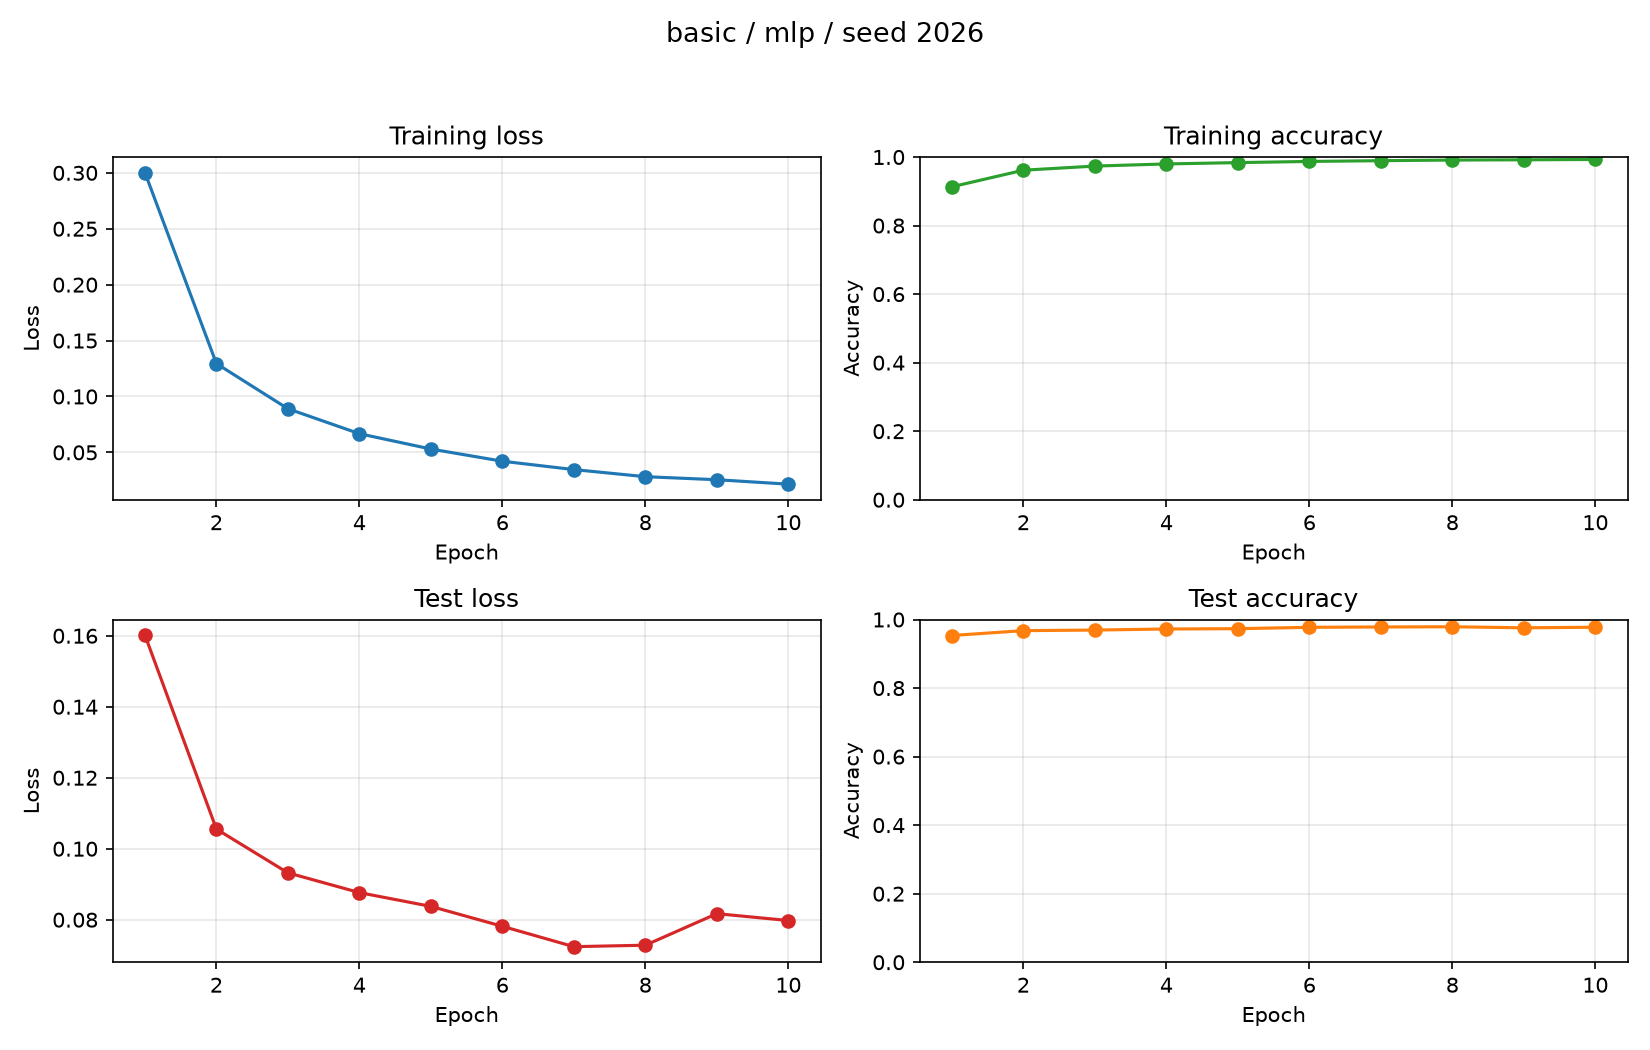 basic / mlp / seed 2026
Training loss
Loss
0.30
0.25
0.20
0.15
0.10
0.05
2 4 6 8 10
Epoch
Training accuracy
Accuracy
1.0
0.8
0.6
0.4
0.2
0.0
2 4 6 8 10
Epoch
Test loss
Loss
0.16
0.14
0.12
0.10
0.08
2 4 6 8 10
Epoch
Test accuracy
Accuracy
1.0
0.8
0.6
0.4
0.2
0.0
2 4 6 8 10
Epoch